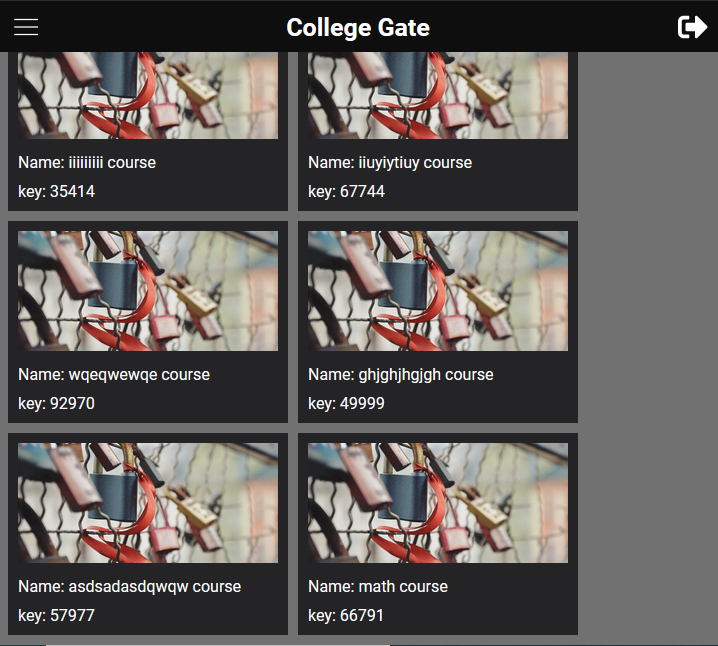 College Gate
Name: iiiiiiiii course
Name: iiuyiytiuy course
key: 35414
key: 67744
Name: wqeqwewqe course
Name: ghjghjhgjgh course
key: 92970
key: 49999
Name: asdsadasdqwqw course
Name: math course
key: 57977
key: 66791